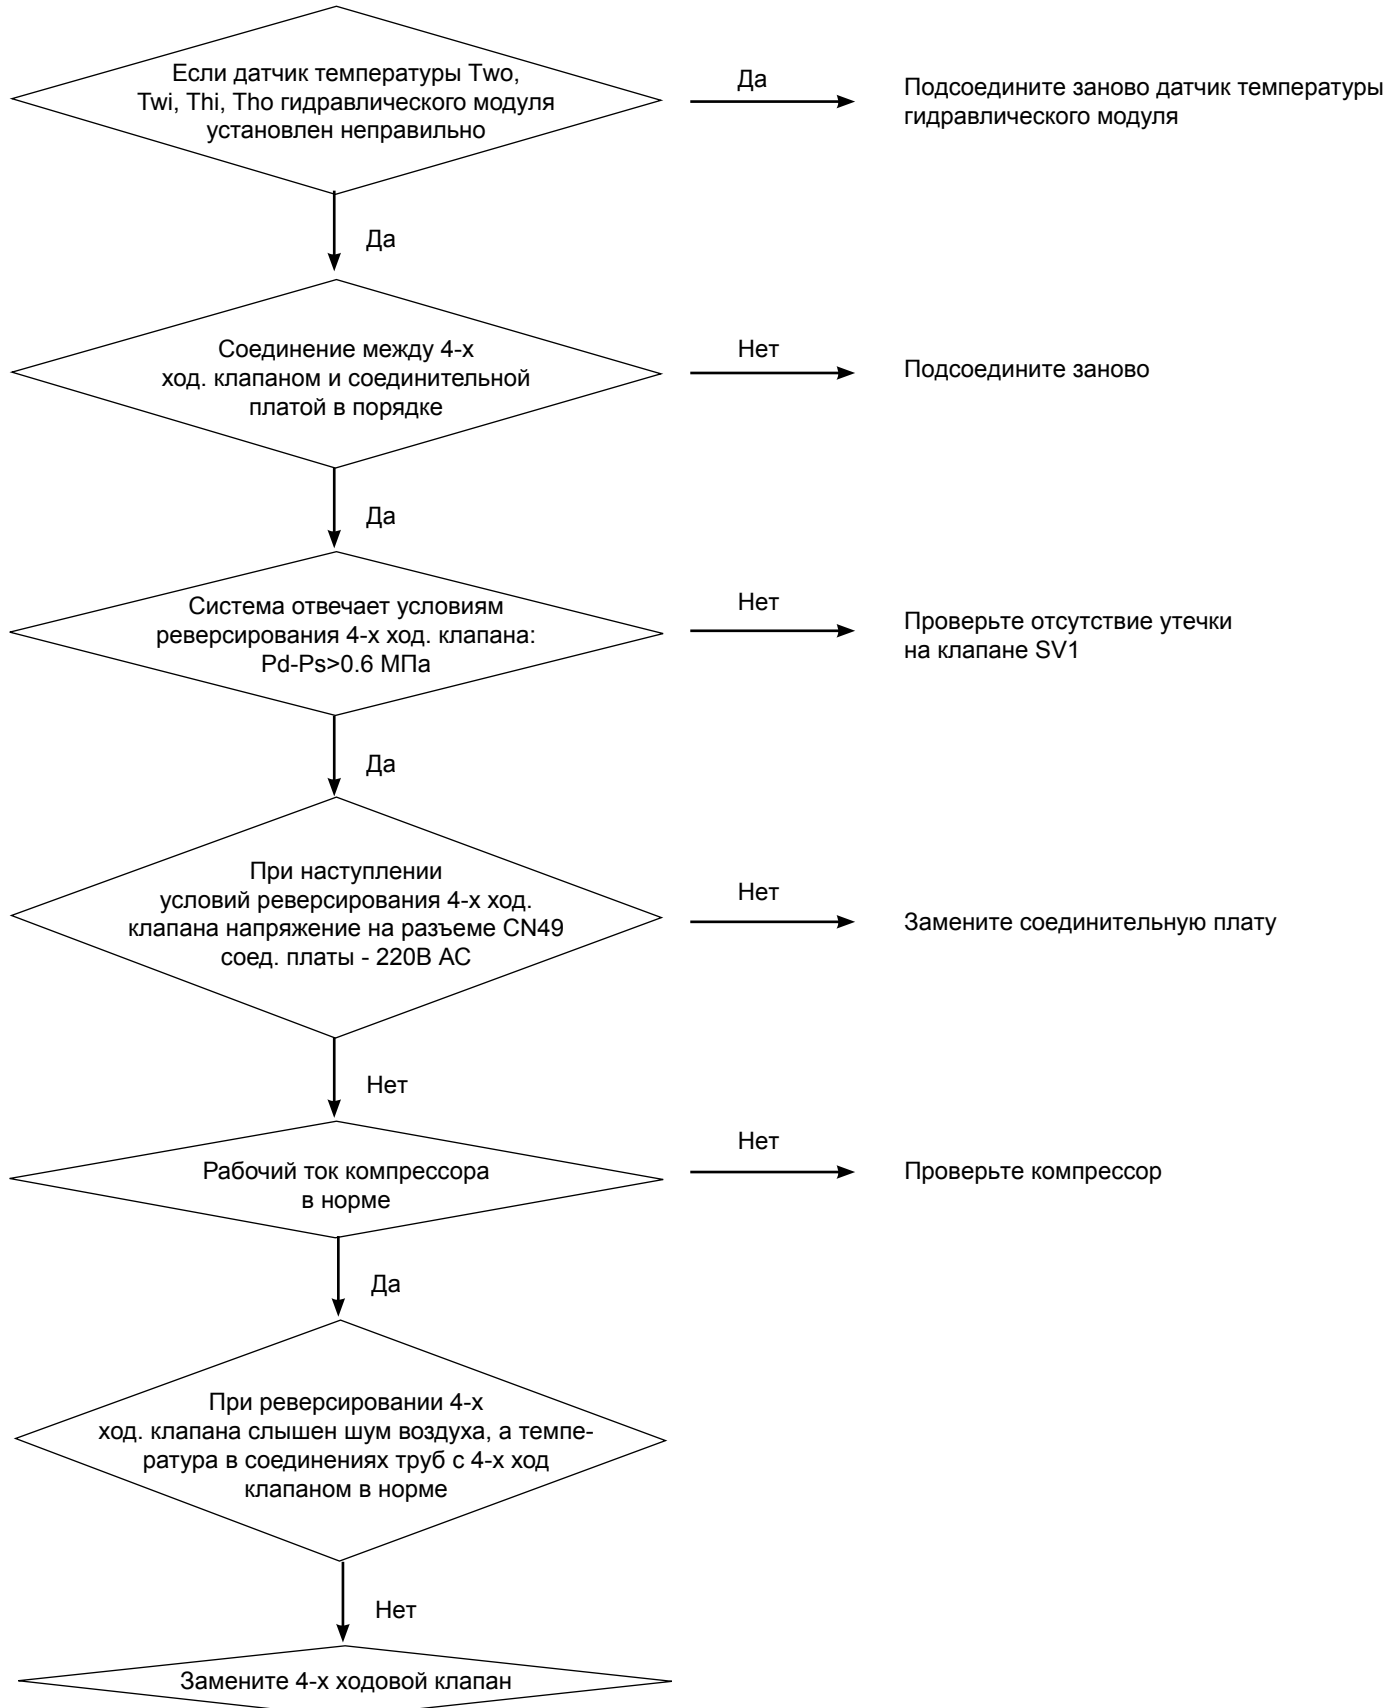 Если датчик температуры Two,
Twi, Thi, Tho гидравлического модуля
установлен неправильно
Да
Подсоедините заново датчик температуры
гидравлического модуля
Да
Соединение между 4-х
ход. клапаном и соединительной
платой в порядке
Нет
Подсоедините заново
Да
Система отвечает условиям
реверсирования 4-х ход. клапана:
Pd-Ps>0.6 МПа
Нет
Проверьте отсутствие утечки
на клапане SV1
Да
При наступлении
условий реверсирования 4-х ход.
клапана напряжение на разъеме CN49
соед. платы - 220В AC
Нет
Замените соединительную плату
Нет
Рабочий ток компрессора
в норме
Нет
Проверьте компрессор
Да
При реверсировании 4-х
ход. клапана слышен шум воздуха, а темпе-
ратура в соединениях труб с 4-х ход
клапаном в норме
Нет
Замените 4-х ходовой клапан